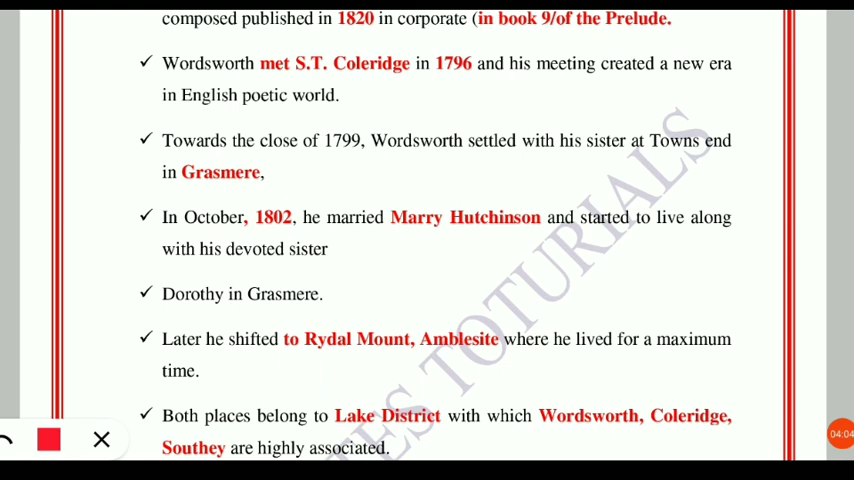 composed published in 1820 in corporate (in book 9/of the Prelude.
✓ Wordsworth met S.T. Coleridge in 1796 and his meeting created a new era
in English poetic world.
✓ Towards the close of 1799, Wordsworth settled with his sister at Towns end
in Grasmere,
✓ In October, 1802, he married Marry Hutchinson and started to live along
with his devoted sister
✓ Dorothy in Grasmere.
✓ Later he shifted to Rydal Mount, Amblesite where he lived for a maximum
time.
✓ Both places belong to Lake District with which Wordsworth, Coleridge,
Southey are highly associated.
TES TOTURIALS
04:04